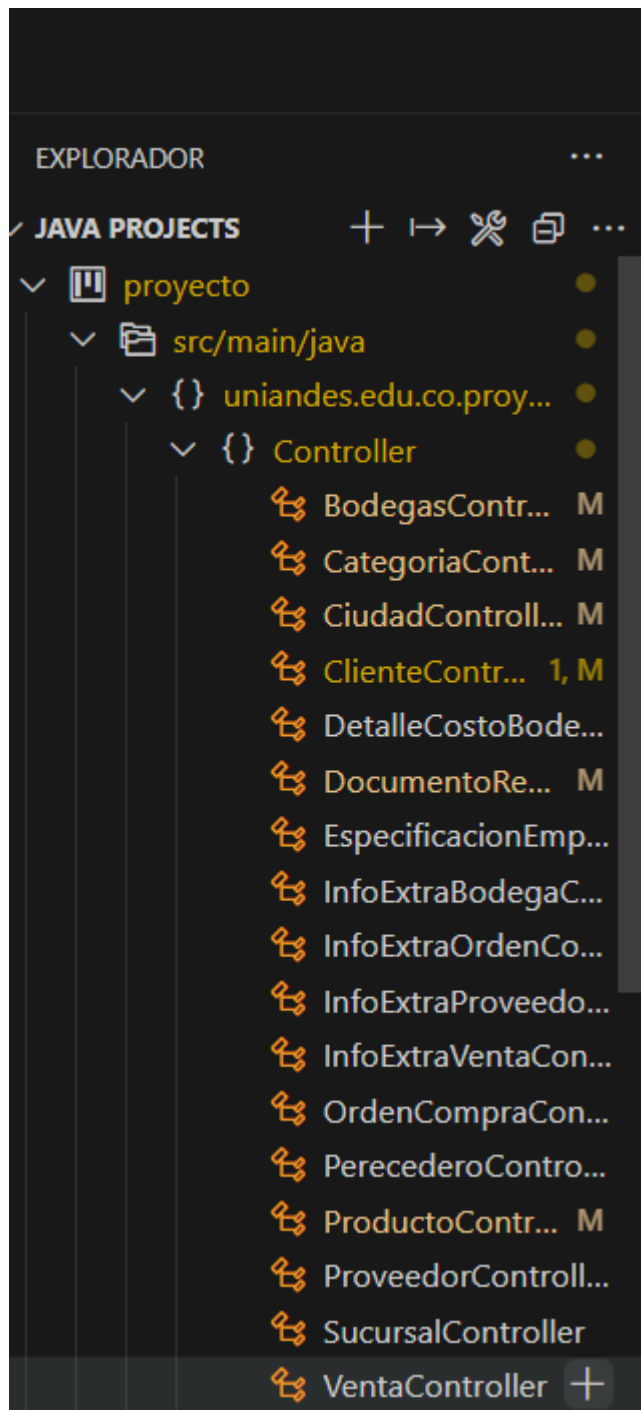 EXPLORADOR ...
JAVA PROJECTS ...
proyecto
src/main/java
{} uniandes.edu.co.proy...
{} Controller
BodegasContr... M
CategoriaCont... M
CiudadControll... M
ClienteContr... 1, M
DetalleCostoBode...
DocumentoRe... M
EspecificacionEmp...
InfoExtraBodegaC...
InfoExtraOrdenCo...
InfoExtraProveedo...
InfoExtraVentaCon...
OrdenCompraCon...
PerecederoContro...
ProductoContr... M
ProveedorControll...
SucursalController
VentaController